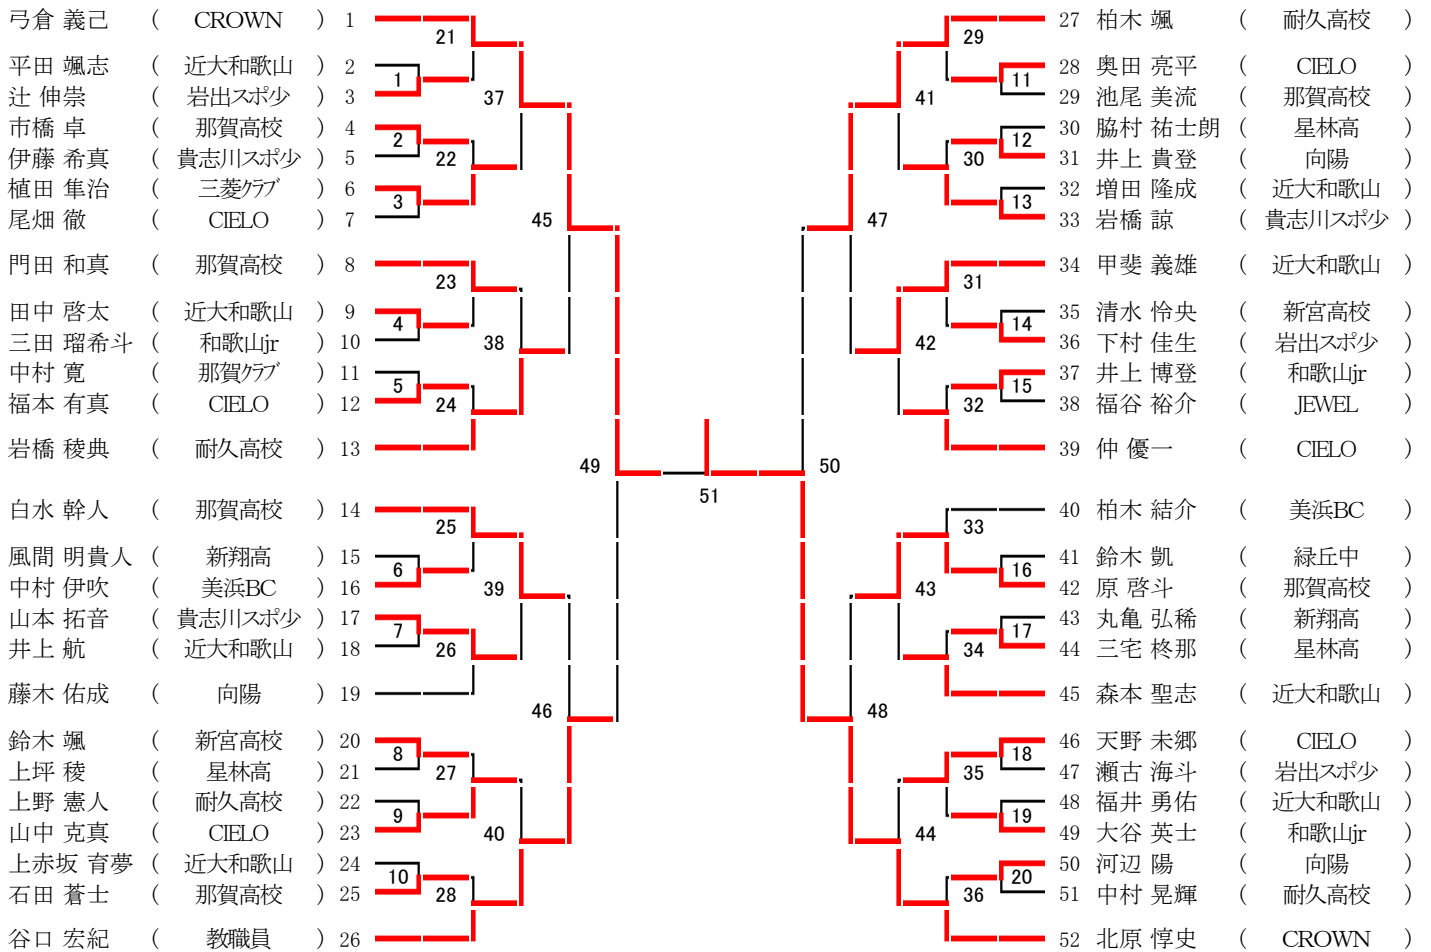 弓倉 義己 ( CROWN ) 1
平田 颯志 ( 近大和歌山 ) 2
辻 伸崇 ( 岩出スポ少 ) 3
市橋 卓 ( 那賀高校 ) 4
伊藤 希真 ( 貴志川スポ少 ) 5
植田 隼治 ( 三菱クラブ ) 6
尾畑 徹 ( CIELO ) 7
門田 和真 ( 那賀高校 ) 8
田中 啓太 ( 近大和歌山 ) 9
三田 瑠希斗 ( 和歌山jr ) 10
中村 寛 ( 那賀クラブ ) 11
福本 有真 ( CIELO ) 12
岩橋 稜典 ( 耐久高校 ) 13
白水 幹人 ( 那賀高校 ) 14
風間 明貴人 ( 新翔高 ) 15
中村 伊吹 ( 美浜BC ) 16
山本 拓音 ( 貴志川スポ少 ) 17
井上 航 ( 近大和歌山 ) 18
藤木 佑成 ( 向陽 ) 19
鈴木 颯 ( 新宮高校 ) 20
上坪 稜 ( 星林高 ) 21
上野 憲人 ( 耐久高校 ) 22
山中 克真 ( CIELO ) 23
上赤坂 育夢 ( 近大和歌山 ) 24
石田 蒼士 ( 那賀高校 ) 25
谷口 宏紀 ( 教職員 ) 26
1
2
3
4
5
6
7
8
9
10
21
22
23
24
25
26
27
28
37
38
39
40
45
46
49
51
50
47
48
41
42
43
44
29
30
31
32
33
34
35
36
11
12
13
14
15
16
17
18
19
20
27 柏木 颯 ( 耐久高校 )
28 奥田 亮平 ( CIELO )
29 池尾 美流 ( 那賀高校 )
30 脇村 祐士朗 ( 星林高 )
31 井上 貴登 ( 向陽 )
32 増田 隆成 ( 近大和歌山 )
33 岩橋 諒 ( 貴志川スポ少 )
34 甲斐 義雄 ( 近大和歌山 )
35 清水 怜央 ( 新宮高校 )
36 下村 佳生 ( 岩出スポ少 )
37 井上 博登 ( 和歌山jr )
38 福谷 裕介 ( JEWEL )
39 仲 優一 ( CIELO )
40 柏木 結介 ( 美浜BC )
41 鈴木 凱 ( 緑丘中 )
42 原 啓斗 ( 那賀高校 )
43 丸亀 弘稀 ( 新翔高 )
44 三宅 柊那 ( 星林高 )
45 森本 聖志 ( 近大和歌山 )
46 天野 未郷 ( CIELO )
47 瀬古 海斗 ( 岩出スポ少 )
48 福井 勇佑 ( 近大和歌山 )
49 大谷 英士 ( 和歌山jr )
50 河辺 陽 ( 向陽 )
51 中村 晃輝 ( 耐久高校 )
52 北原 惇史 ( CROWN )